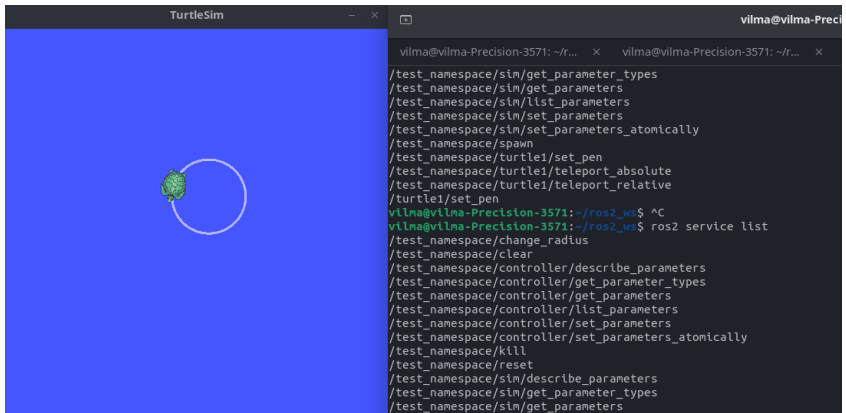 TurtleSim
vilma@vilma-Preci
vilma@vilma-Precision-3571: ~/r...
vilma@vilma-Precision-3571: ~/r...
/test_namespace/sim/get_parameter_types
/test_namespace/sim/get_parameters
/test_namespace/sim/list_parameters
/test_namespace/sim/set_parameters
/test_namespace/sim/set_parameters_atomically
/test_namespace/spawn
/test_namespace/turtle1/set_pen
/test_namespace/turtle1/teleport_absolute
/test_namespace/turtle1/teleport_relative
/turtle1/set_pen
vilma@vilma-Precision-3571:~/ros2_ws$ ^C
vilma@vilma-Precision-3571:~/ros2_ws$ ros2 service list
/test_namespace/change_radius
/test_namespace/clear
/test_namespace/controller/describe_parameters
/test_namespace/controller/get_parameter_types
/test_namespace/controller/get_parameters
/test_namespace/controller/list_parameters
/test_namespace/controller/set_parameters
/test_namespace/controller/set_parameters_atomically
/test_namespace/kill
/test_namespace/reset
/test_namespace/sim/describe_parameters
/test_namespace/sim/get_parameter_types
/test_namespace/sim/get_parameters